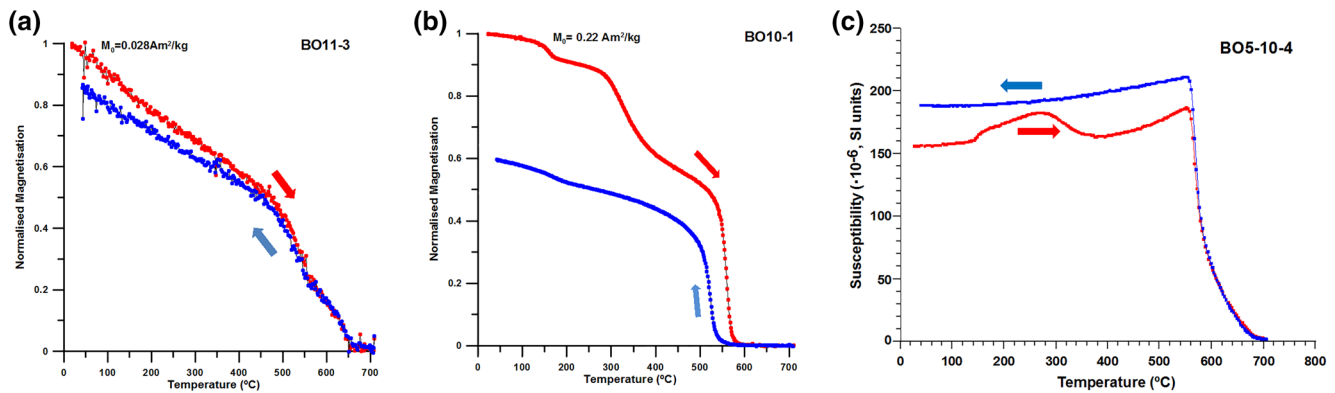 (a)
M₀=0.028Am²/kg
BO11-3
Normalised Magnetisation
1
0.8
0.6
0.4
0.2
0
0 100 200 300 400 500 600 700
Temperature (ºC)
(b)
M₀= 0.22 Am²/kg
BO10-1
Normalised Magnetisation
1
0.8
0.6
0.4
0.2
0
0 100 200 300 400 500 600 700
Temperature (ºC)
(c)
BO5-10-4
Susceptibility (·10⁻⁶, SI units)
250
200
150
100
50
0
0 100 200 300 400 500 600 700 800
Temperature (ºC)